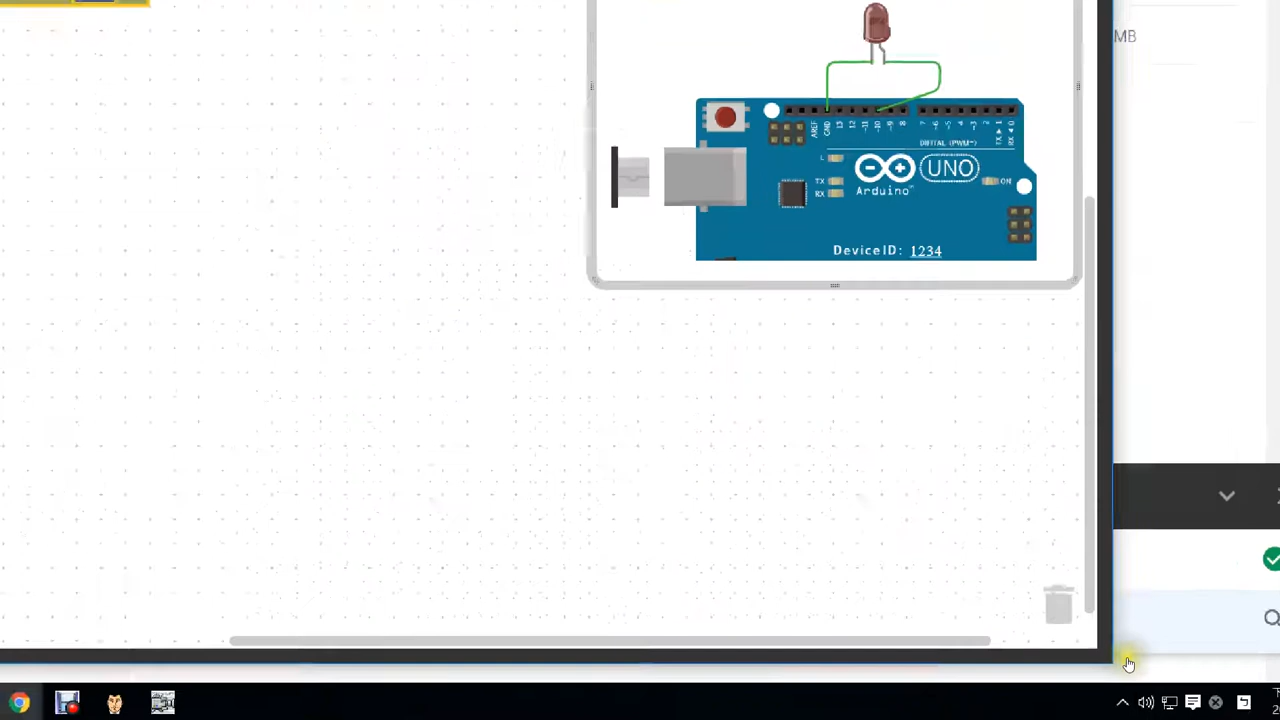 MB
AREF
GND
13
12
~11
~10
~9
8
7
~6
~5
4
~3
2
TX▶1
RX◀0
DIGITAL (PWM~)
L
TX
RX
UNO
ON
Arduino™
DeviceID: 1234